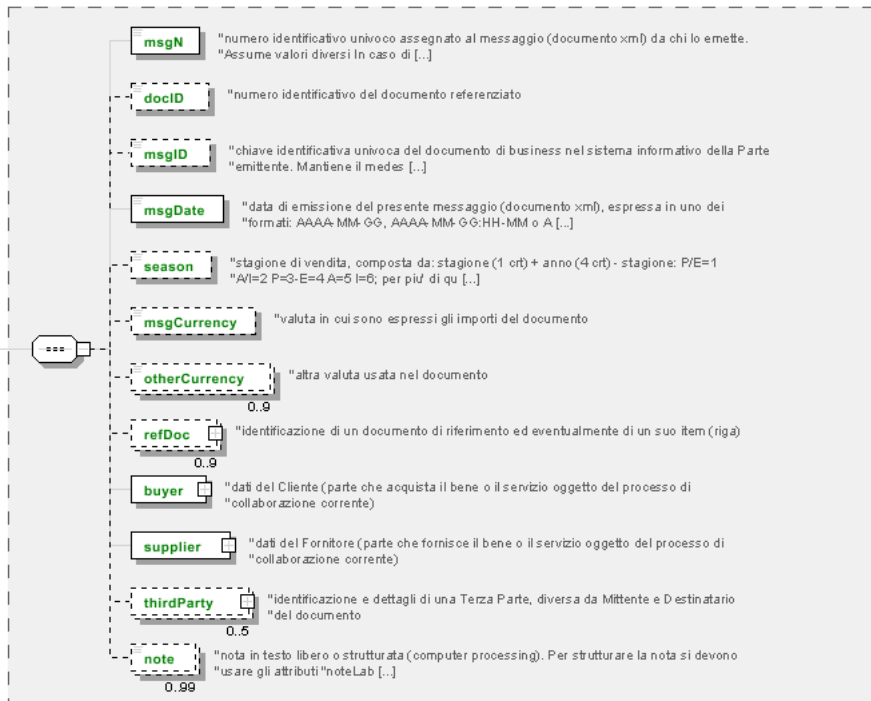 msgN
"numero identificativo univoco assegnato al messaggio (documento xml) da chi lo emette.
"Assume valori diversi In caso di [...]
docID
"numero identificativo del documento referenziato
msgID
"chiave identificativa univoca del documento di business nel sistema informativo della Parte
"emittente. Mantiene il medes [...]
msgDate
"data di emissione del presente messaggio (documento xml), espressa in uno dei
"formati: AAAA-MM-GG, AAAA-MM-GG:HH-MM o A [...]
season
"stagione di vendita, composta da: stagione (1 crt) + anno (4 crt) - stagione: P/E=1
"A/I=2 P=3-E=4 A=5 I=6; per piu' di qu [...]
msgCurrency
"valuta in cui sono espressi gli importi del documento
otherCurrency
"altra valuta usata nel documento
0..9
refDoc
"identificazione di un documento di riferimento ed eventualmente di un suo item (riga)
0..9
buyer
"dati del Cliente (parte che acquista il bene o il servizio oggetto del processo di
"collaborazione corrente)
supplier
"dati del Fornitore (parte che fornisce il bene o il servizio oggetto del processo di
"collaborazione corrente)
thirdParty
"identificazione e dettagli di una Terza Parte, diversa da Mittente e Destinatario
"del documento
0..5
note
"nota in testo libero o strutturata (computer processing). Per strutturare la nota si devono
"usare gli attributi "noteLab [...]
0..99